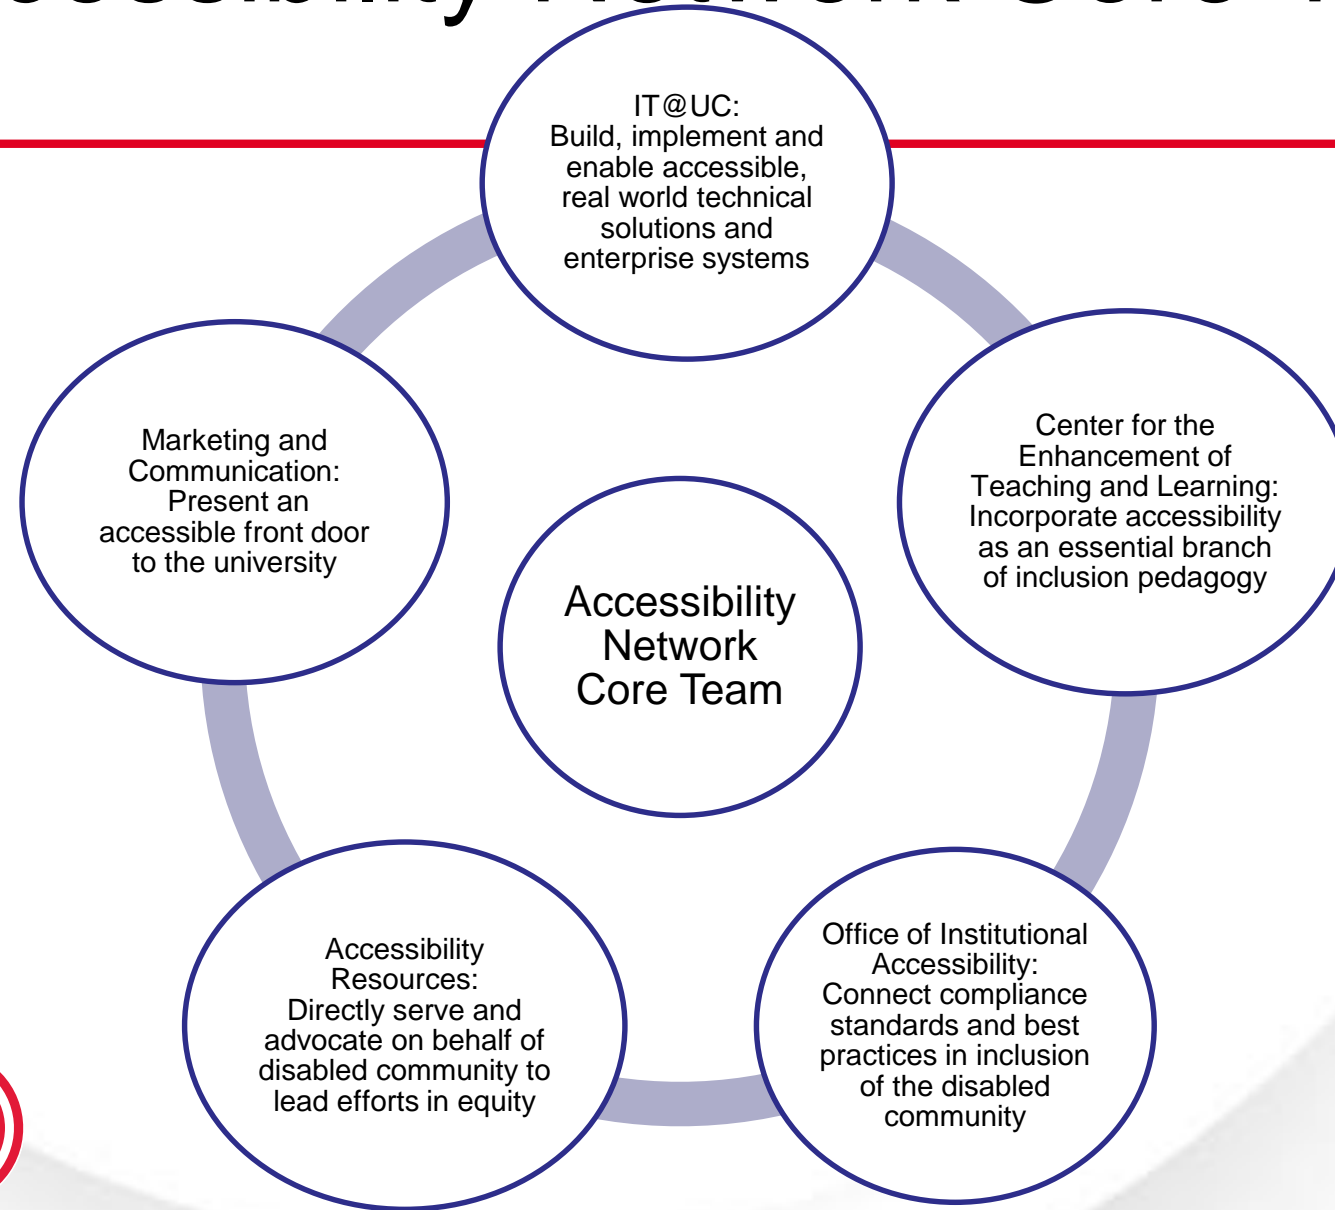 IT@UC:
Build, implement and
enable accessible,
real world technical
solutions and
enterprise systems
Center for the
Enhancement of
Teaching and Learning:
Incorporate accessibility
as an essential branch
of inclusion pedagogy
Office of Institutional
Accessibility:
Connect compliance
standards and best
practices in inclusion
of the disabled
community
Accessibility
Resources:
Directly serve and
advocate on behalf of
disabled community to
lead efforts in equity
Marketing and
Communication:
Present an
accessible front door
to the university
Accessibility
Network
Core Team